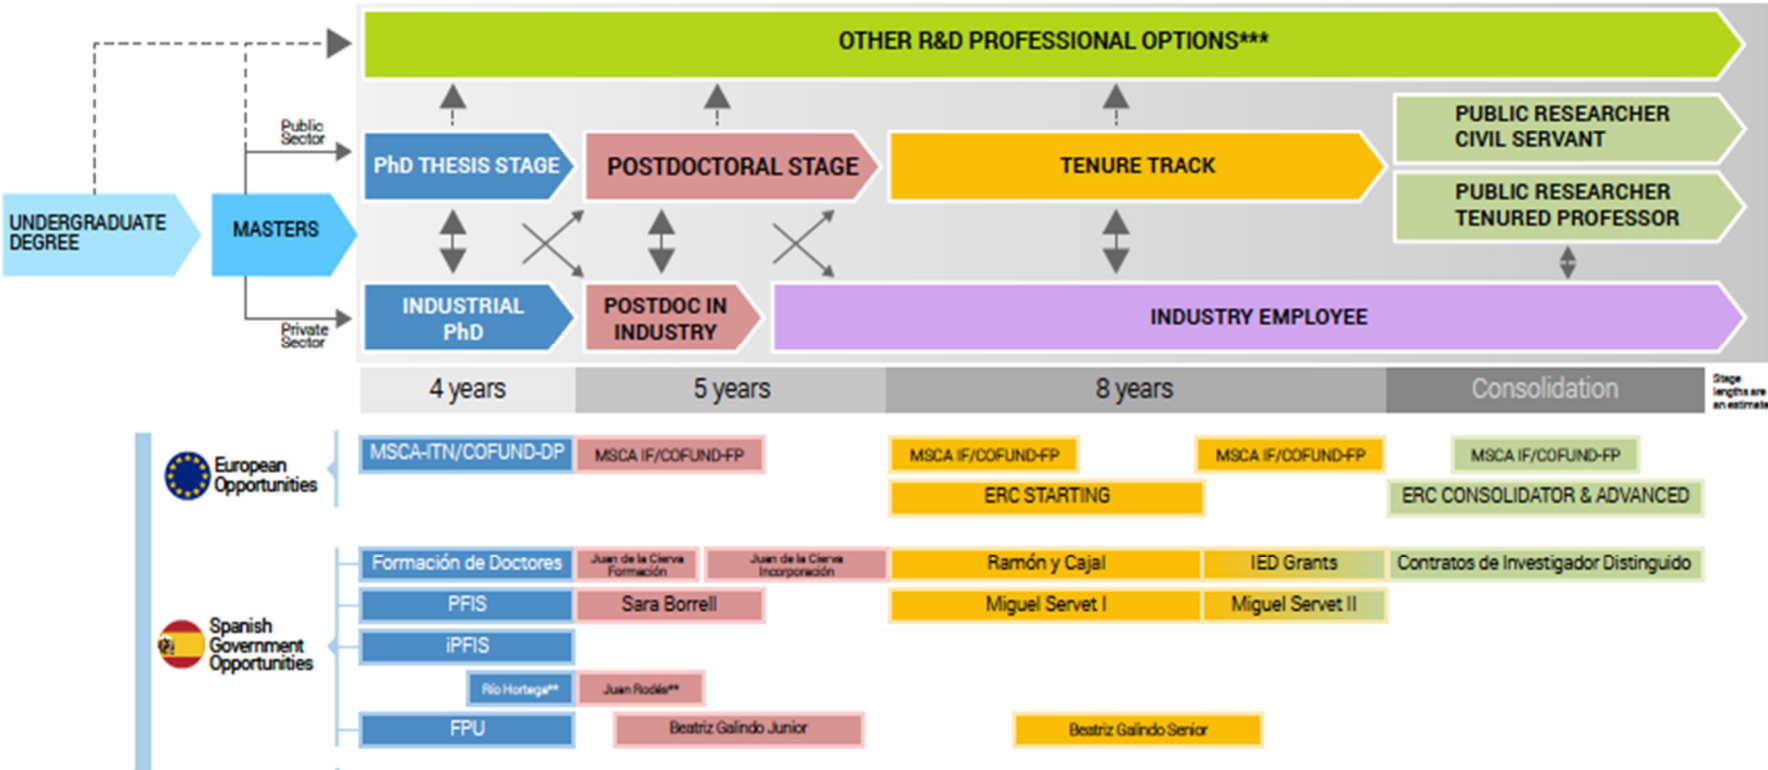 OTHER R&D PROFESSIONAL OPTIONS***
Public
Sector
PhD THESIS STAGE
POSTDOCTORAL STAGE
TENURE TRACK
PUBLIC RESEARCHER
CIVIL SERVANT
PUBLIC RESEARCHER
TENURED PROFESSOR
UNDERGRADUATE
DEGREE
MASTERS
Private
Sector
INDUSTRIAL
PhD
POSTDOC IN
INDUSTRY
INDUSTRY EMPLOYEE
4 years
5 years
8 years
Consolidation
Stage
lengths are
an estimate
European
Opportunities
MSCA-ITN/COFUND-DP
MSCA IF/COFUND-FP
MSCA IF/COFUND-FP
MSCA IF/COFUND-FP
MSCA IF/COFUND-FP
ERC STARTING
ERC CONSOLIDATOR & ADVANCED
Spanish
Government
Opportunities
Formación de Doctores
Juan de la Cierva
Formación
Juan de la Cierva
Incorporación
Ramón y Cajal
IED Grants
Contratos de Investigador Distinguido
PFIS
Sara Borrell
Miguel Servet I
Miguel Servet II
iPFIS
Río Hortega**
Juan Rodés**
FPU
Beatriz Galindo Junior
Beatriz Galindo Senior